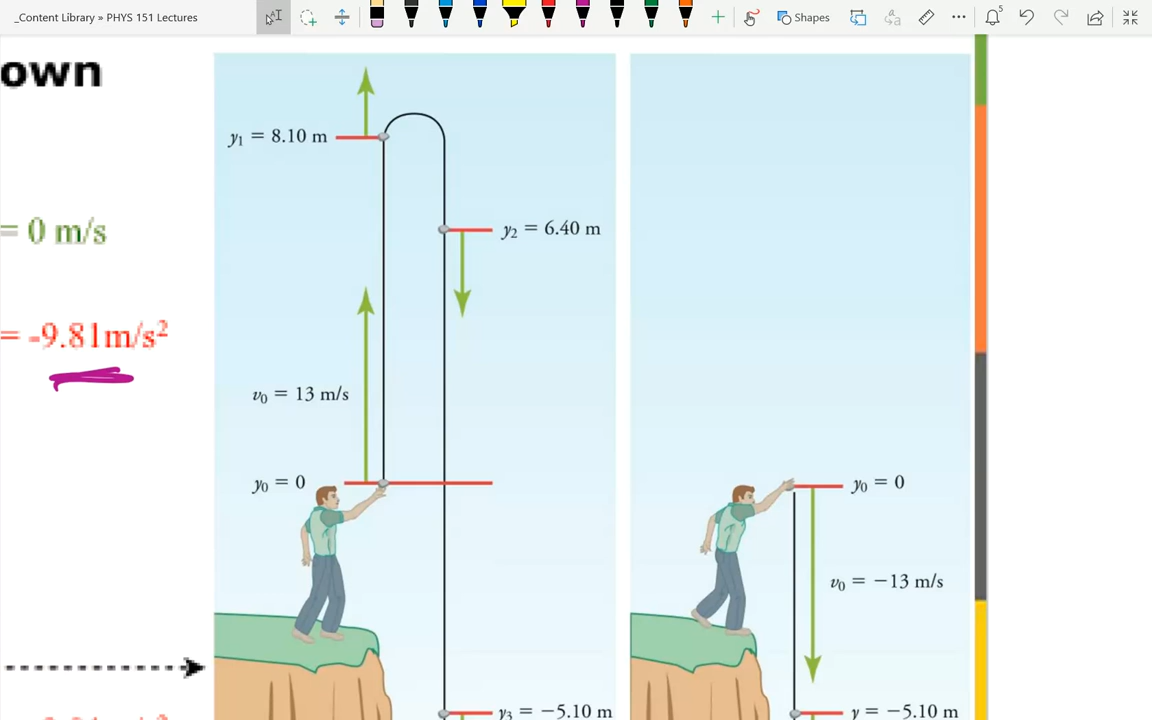 _Content Library » PHYS 151 Lectures
Shapes
5
own
= 0 m/s
= -9.81m/s²
y₁ = 8.10 m
y₂ = 6.40 m
v₀ = 13 m/s
y₀ = 0
y₃ = −5.10 m
y₀ = 0
v₀ = −13 m/s
y = −5.10 m